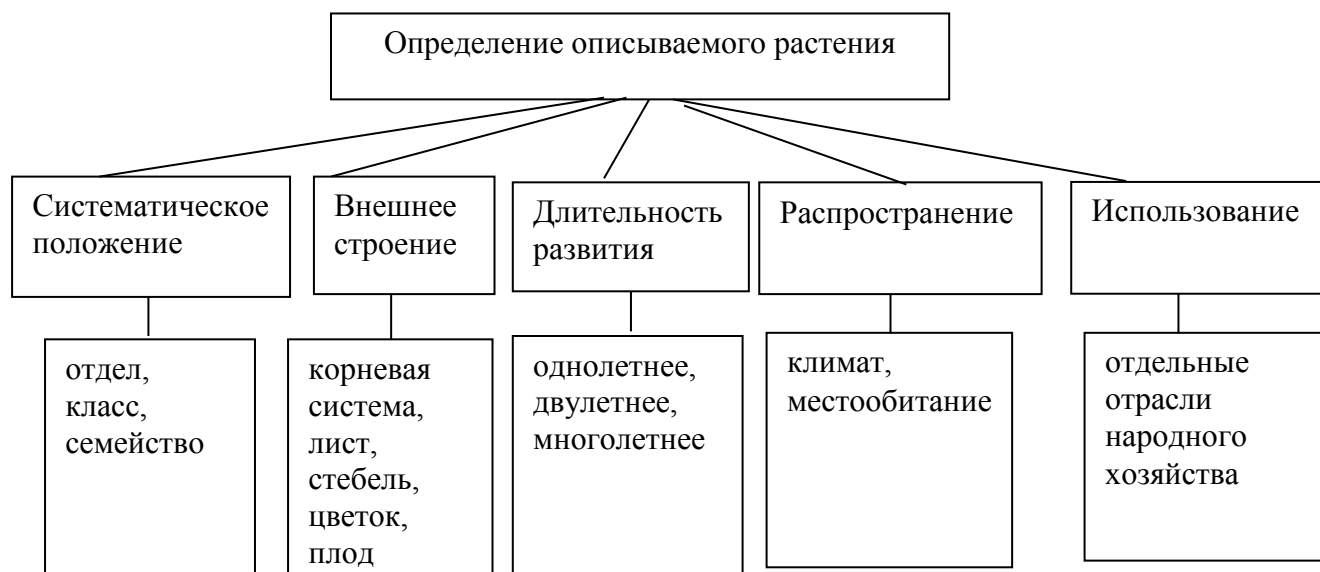 Определение описываемого растения
Систематическое
положение
Внешнее
строение
Длительность
развития
Распространение
Использование
отдел,
класс,
семейство
корневая
система,
лист,
стебель,
цветок,
плод
однолетнее,
двулетнее,
многолетнее
климат,
местообитание
отдельные
отрасли
народного
хозяйства